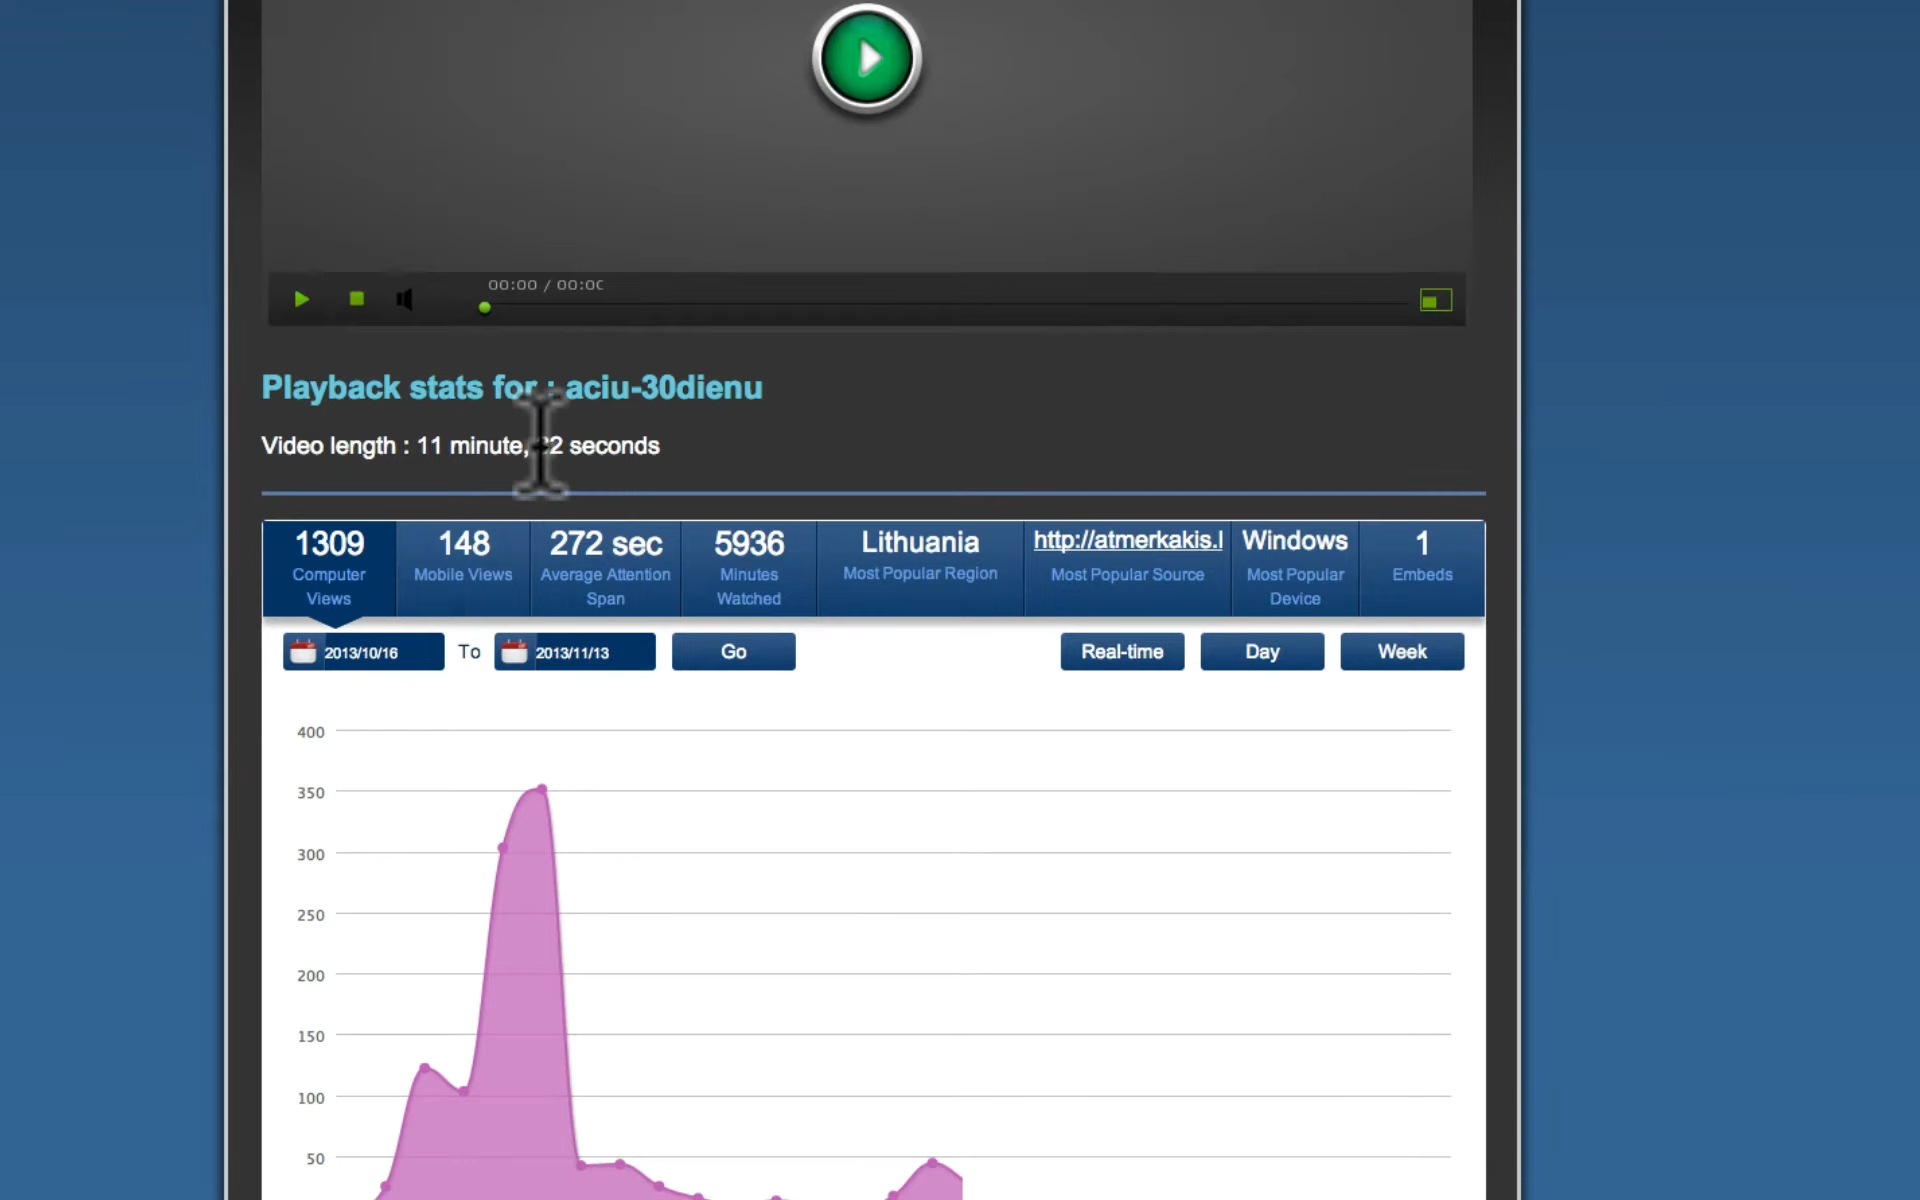 00:00 / 00:0
Playback stats for : aciu-30dienu
Video length : 11 minute, seconds
1309 148 272 sec 5936 Lithuania http://atmerkakis.l Windows 1
Computer Views Mobile Views Average Attention Span Minutes Watched Most Popular Region Most Popular Source Most Popular Device Embeds
2013/10/16 To 2013/11/13 Go Real-time Day Week
400
350
300
250
200
150
100
50